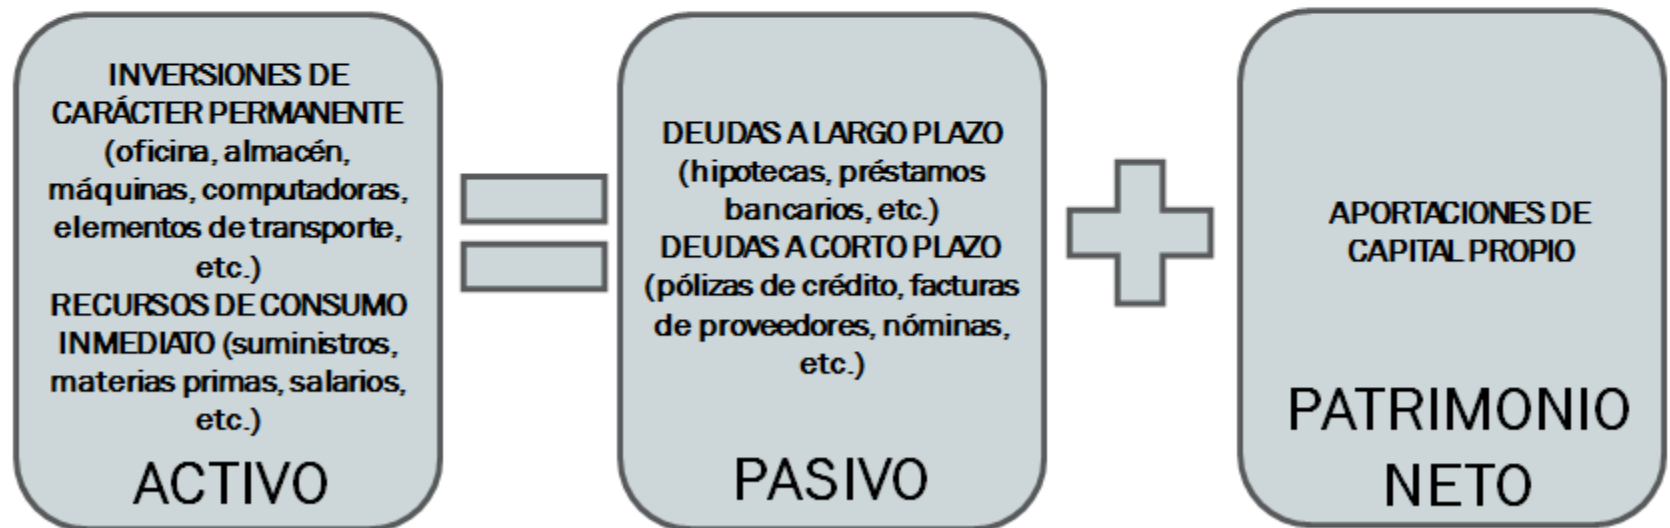 INVERSIONES DE
CARÁCTER PERMANENTE
(oficina, almacén,
máquinas, computadoras,
elementos de transporte,
etc.)
RECURSOS DE CONSUMO
INMEDIATO (suministros,
materias primas, salarios,
etc.)
ACTIVO
DEUDAS A LARGO PLAZO
(hipotecas, préstamos
bancarios, etc.)
DEUDAS A CORTO PLAZO
(pólizas de crédito, facturas
de proveedores, nóminas,
etc.)
PASIVO
APORTACIONES DE
CAPITAL PROPIO
PATRIMONIO
NETO